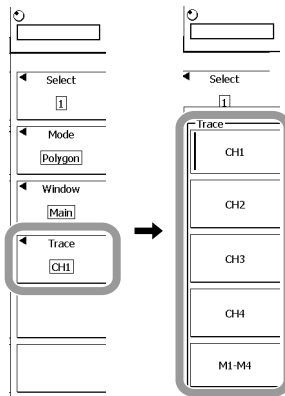 Select
1
Mode
Polygon
Window
Main
Trace
CH1
Select
1
Trace
CH1
CH2
CH3
CH4
M1-M4